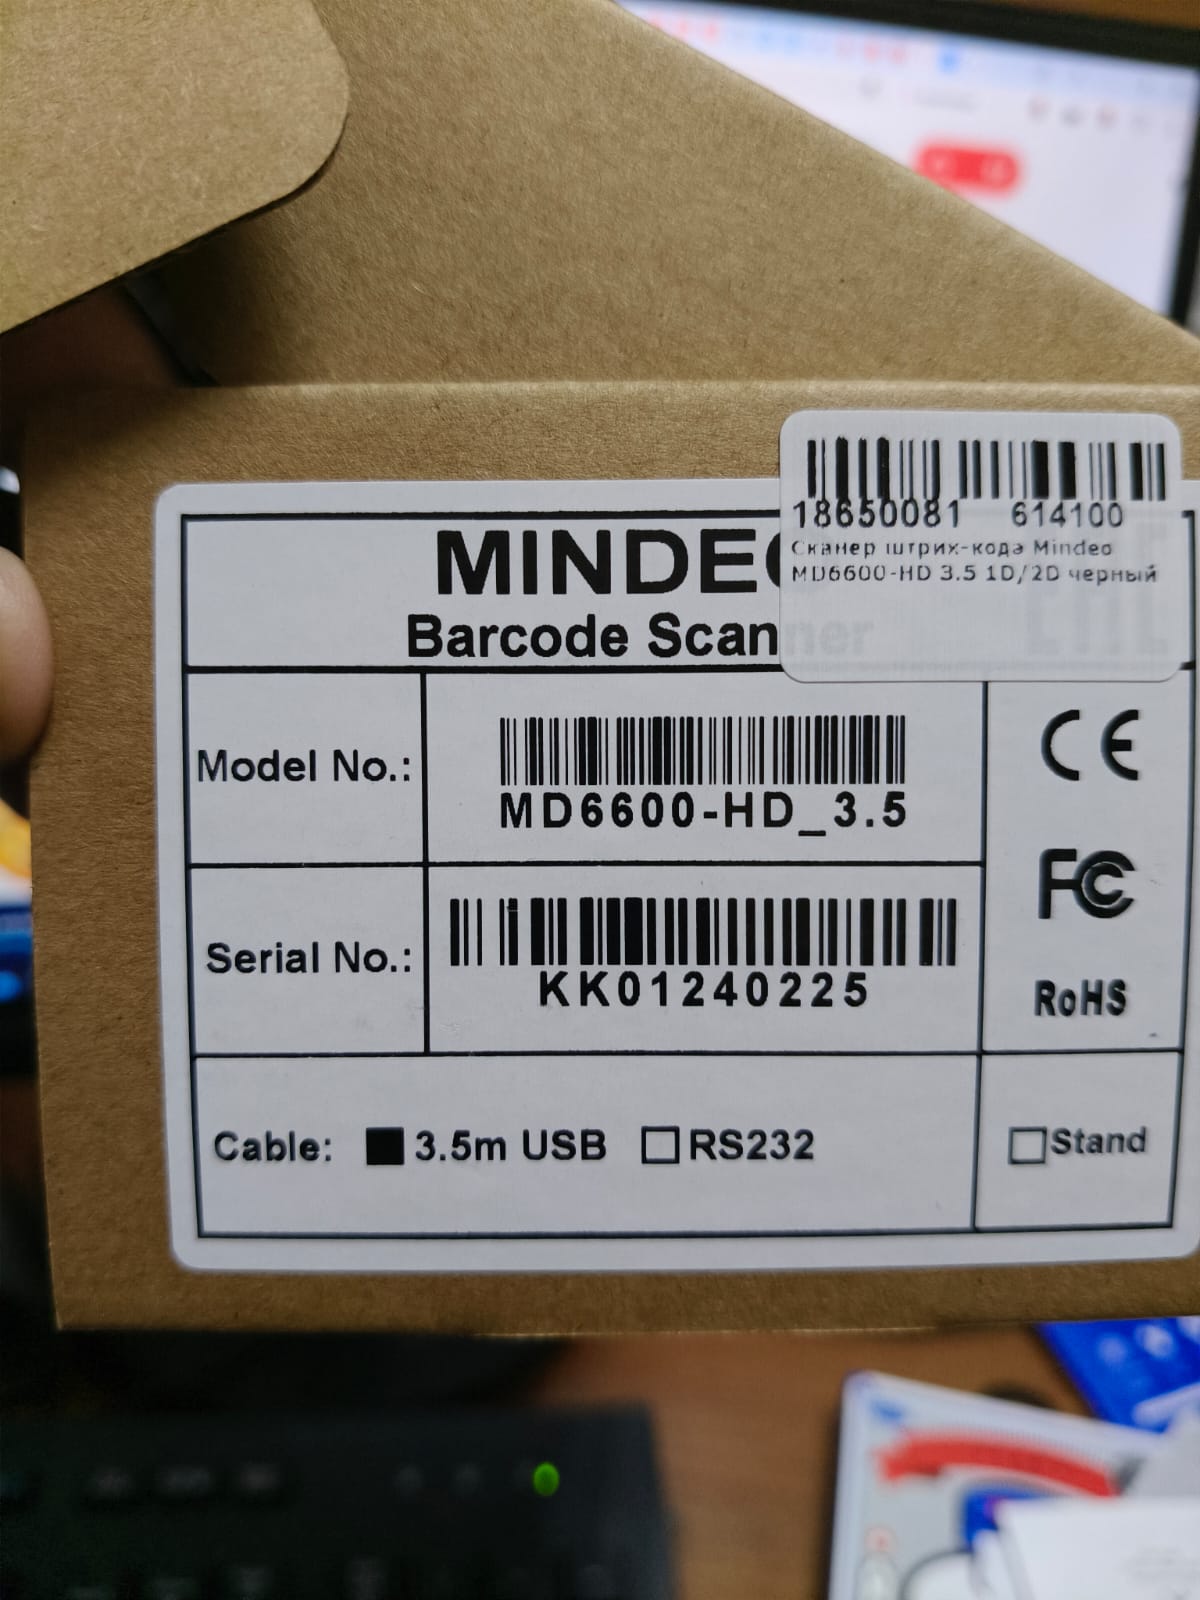 18650081 614100
Сканер штрих-кода Mindeo
MD6600-HD 3.5 1D/2D черный
MINDEO
Barcode Scanner
Model No.:
MD6600-HD_3.5
CE
FC
RoHS
Serial No.:
KK01240225
Cable: 3.5m USB RS232
Stand